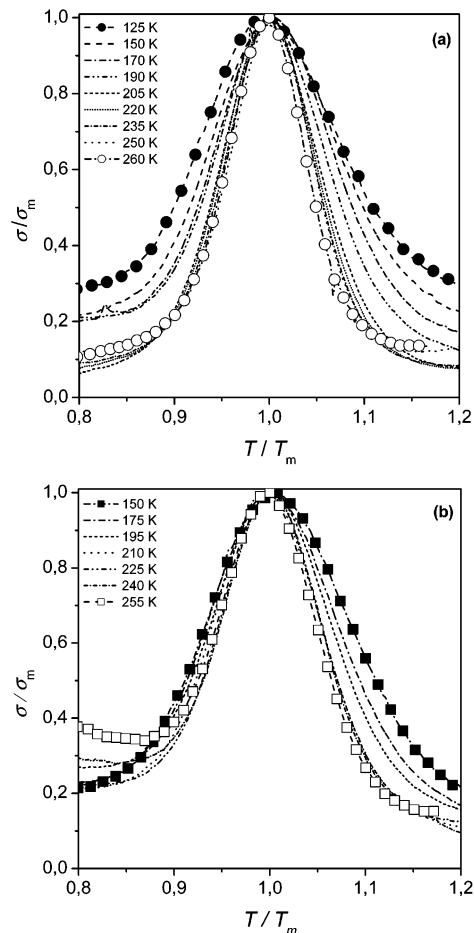 1,0
0,8
0,6
0,4
0,2
0,0
σ/σm
(a)
125 K
150 K
170 K
190 K
205 K
220 K
235 K
250 K
260 K
0,8 0,9 1,0 1,1 1,2
T / Tm
1,0
0,8
0,6
0,4
0,2
0,0
σ / σm
(b)
150 K
175 K
195 K
210 K
225 K
240 K
255 K
0,8 0,9 1,0 1,1 1,2
T / Tm